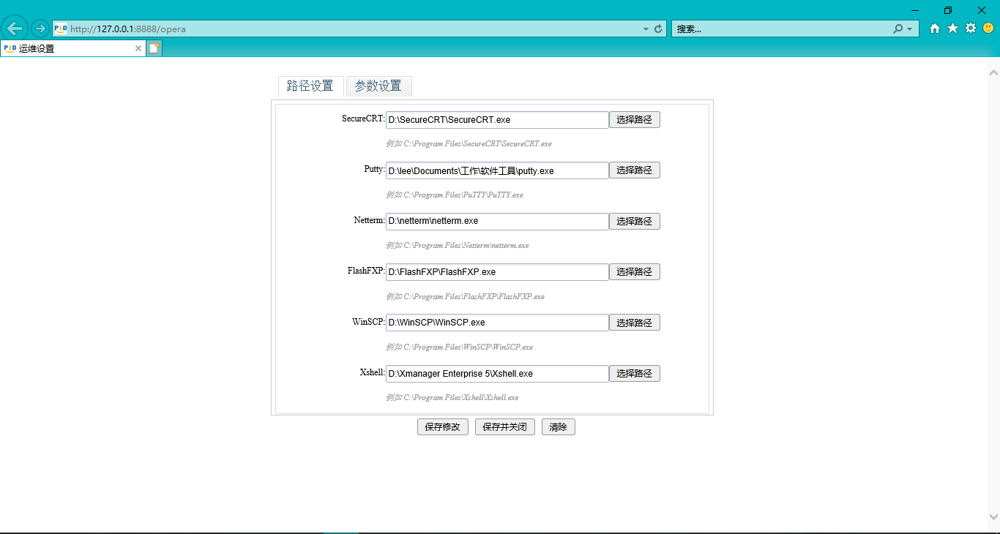 http://127.0.0.1:8888/opera
搜索...
PID 运维设置
路径设置 参数设置
SecureCRT: D:\SecureCRT\SecureCRT.exe 选择路径
例如 C:\Program Files\SecureCRT\SecureCRT.exe
Putty: D:\lee\Documents\工作\软件工具\putty.exe 选择路径
例如 C:\Program Files\PuTTY\PuTTY.exe
Netterm: D:\netterm\netterm.exe 选择路径
例如 C:\Program Files\Netterm\netterm.exe
FlashFXP: D:\FlashFXP\FlashFXP.exe 选择路径
例如 C:\Program Files\FlashFXP\FlashFXP.exe
WinSCP: D:\WinSCP\WinSCP.exe 选择路径
例如 C:\Program Files\WinSCP\WinSCP.exe
Xshell: D:\Xmanager Enterprise 5\Xshell.exe 选择路径
例如 C:\Program Files\Xshell\Xshell.exe
保存修改 保存并关闭 清除